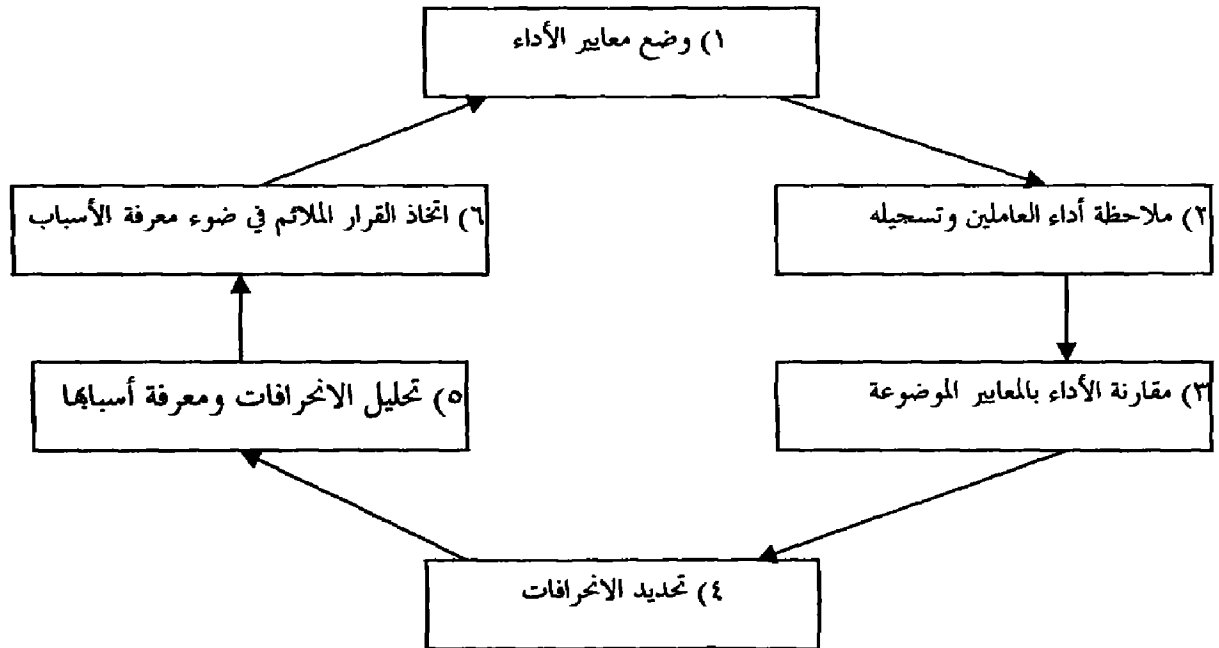 ١) وضع معايير الأداء
٢) ملاحظة أداء العاملين وتسجيله
٣) مقارنة الأداء بالمعايير الموضوعة
٤) تحديد الانحرافات
٥) تحليل الانحرافات ومعرفة أسبابها
٦) اتخاذ القرار الملائم في ضوء معرفة الأسباب